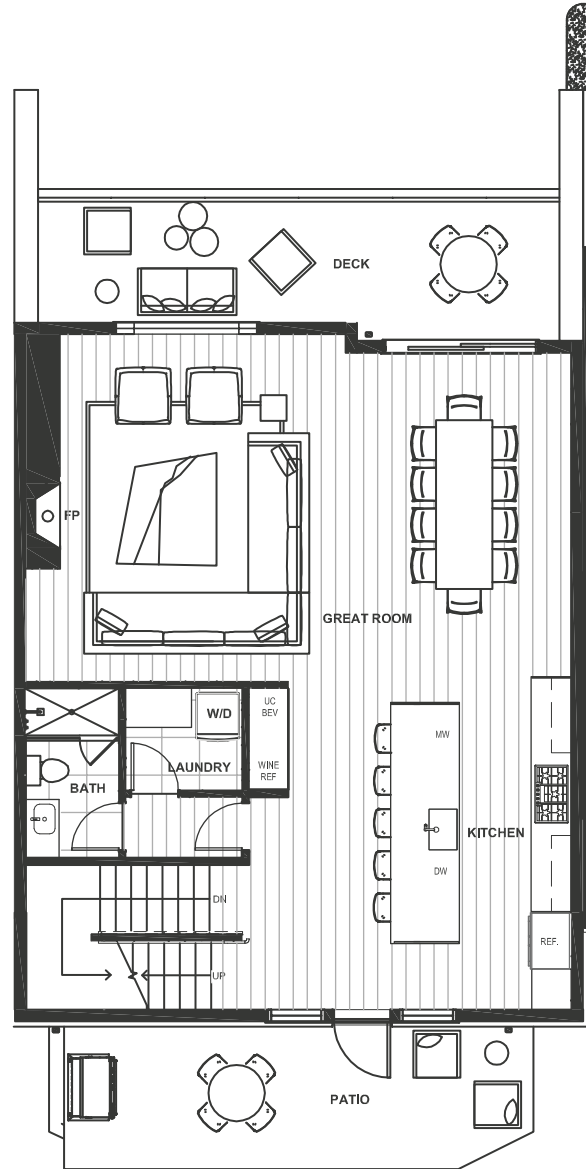 DECK
FP
GREAT ROOM
UC
BEV
W/D
MW
WINE
REF
LAUNDRY
BATH
KITCHEN
DW
DN
REF.
UP
PATIO